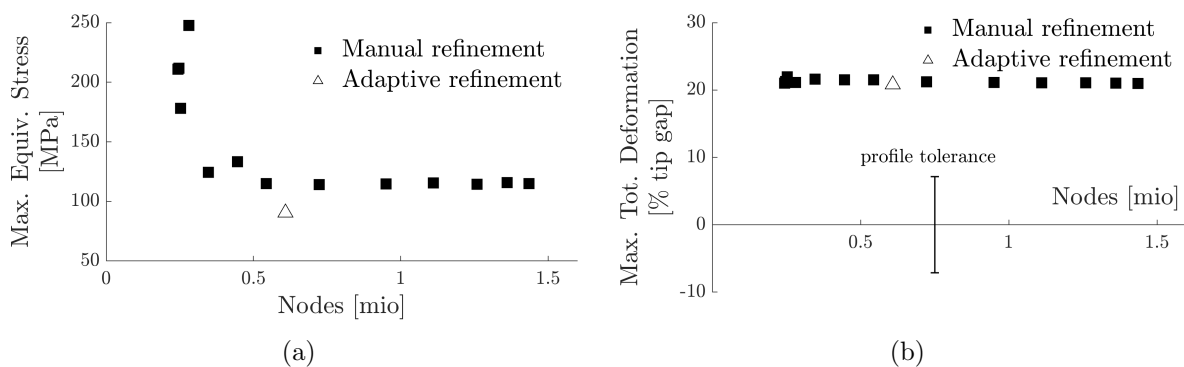 Max. Equiv. Stress
[MPa]
250
200
150
100
50
0
0.5
1
1.5
Nodes [mio]
Manual refinement
Adaptive refinement
(a)
Max. Tot. Deformation
[% tip gap]
30
20
10
0
-10
0.5
1
1.5
Nodes [mio]
profile tolerance
Manual refinement
Adaptive refinement
(b)